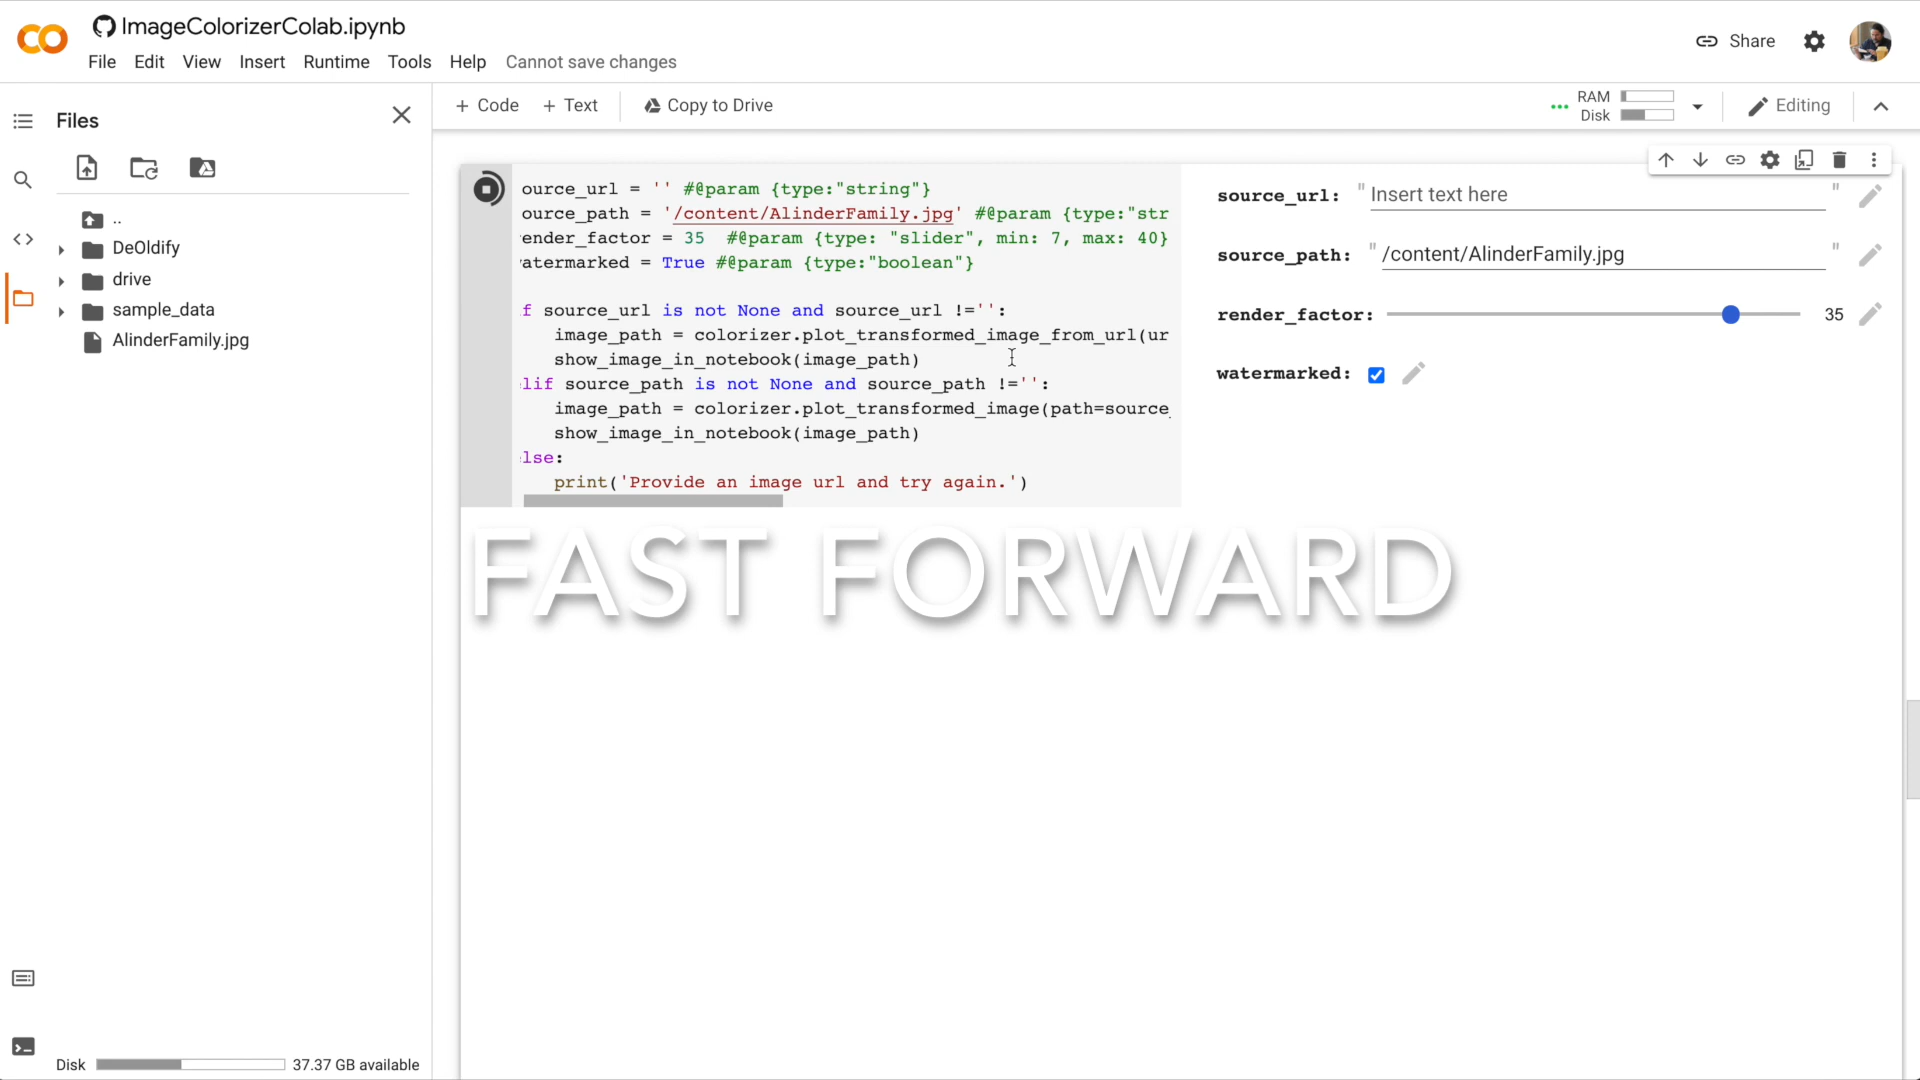 ImageColorizerColab.ipynb
File Edit View Insert Runtime Tools Help Cannot save changes
Share
Files
+ Code + Text Copy to Drive
RAM
Disk
Editing
..
DeOldify
drive
sample_data
AlinderFamily.jpg
ource_url = '' #@param {type:"string"}
ource_path = '/content/AlinderFamily.jpg' #@param {type:"str
ender_factor = 35 #@param {type: "slider", min: 7, max: 40}
atermarked = True #@param {type:"boolean"}
f source_url is not None and source_url !='':
image_path = colorizer.plot_transformed_image_from_url(ur
show_image_in_notebook(image_path)
lif source_path is not None and source_path !='':
image_path = colorizer.plot_transformed_image(path=source_
show_image_in_notebook(image_path)
lse:
print('Provide an image url and try again.')
source_url: " Insert text here "
source_path: " /content/AlinderFamily.jpg "
render_factor: 35
watermarked:
FAST FORWARD
Disk 37.37 GB available